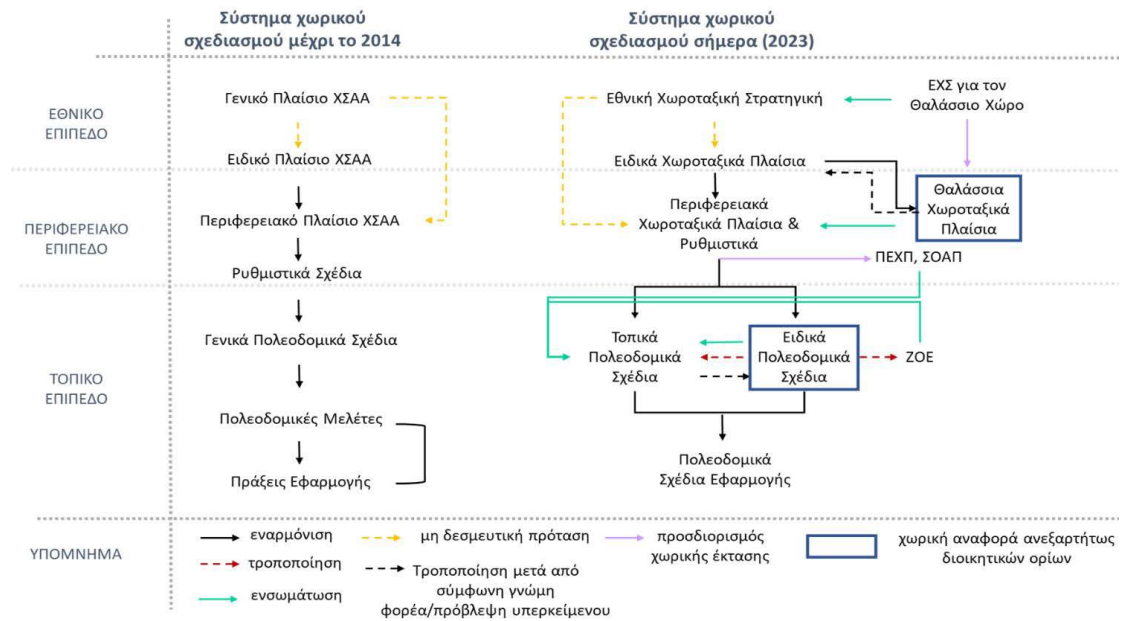 Σύστημα χωρικού
σχεδιασμού μέχρι το 2014
Σύστημα χωρικού
σχεδιασμού σήμερα (2023)
ΕΘΝΙΚΟ
ΕΠΙΠΕΔΟ
Γενικό Πλαίσιο ΧΣΑΑ
Εθνική Χωροταξική Στρατηγική
ΕΧΣ για τον
Θαλάσσιο Χώρο
Ειδικό Πλαίσιο ΧΣΑΑ
Ειδικά Χωροταξικά Πλαίσια
ΠΕΡΙΦΕΡΕΙΑΚΟ
ΕΠΙΠΕΔΟ
Περιφερειακό Πλαίσιο ΧΣΑΑ
Περιφερειακά
Χωροταξικά Πλαίσια &
Ρυθμιστικά
Θαλάσσια
Χωροταξικά
Πλαίσια
Ρυθμιστικά Σχέδια
ΠΕΧΠ, ΣΟΑΠ
ΤΟΠΙΚΟ
ΕΠΙΠΕΔΟ
Γενικά Πολεοδομικά Σχέδια
Τοπικά
Πολεοδομικά
Σχέδια
Ειδικά
Πολεοδομικά
Σχέδια
ΖΟΕ
Πολεοδομικές Μελέτες
Πράξεις Εφαρμογής
Πολεοδομικά
Σχέδια Εφαρμογής
ΥΠΟΜΝΗΜΑ
εναρμόνιση
τροποποίηση
ενσωμάτωση
μη δεσμευτική πρόταση
Τροποποίηση μετά από
σύμφωνη γνώμη
φορέα/πρόβλεψη υπερκείμενου
προσδιορισμός
χωρικής έκτασης
χωρική αναφορά ανεξαρτήτως
διοικητικών ορίων